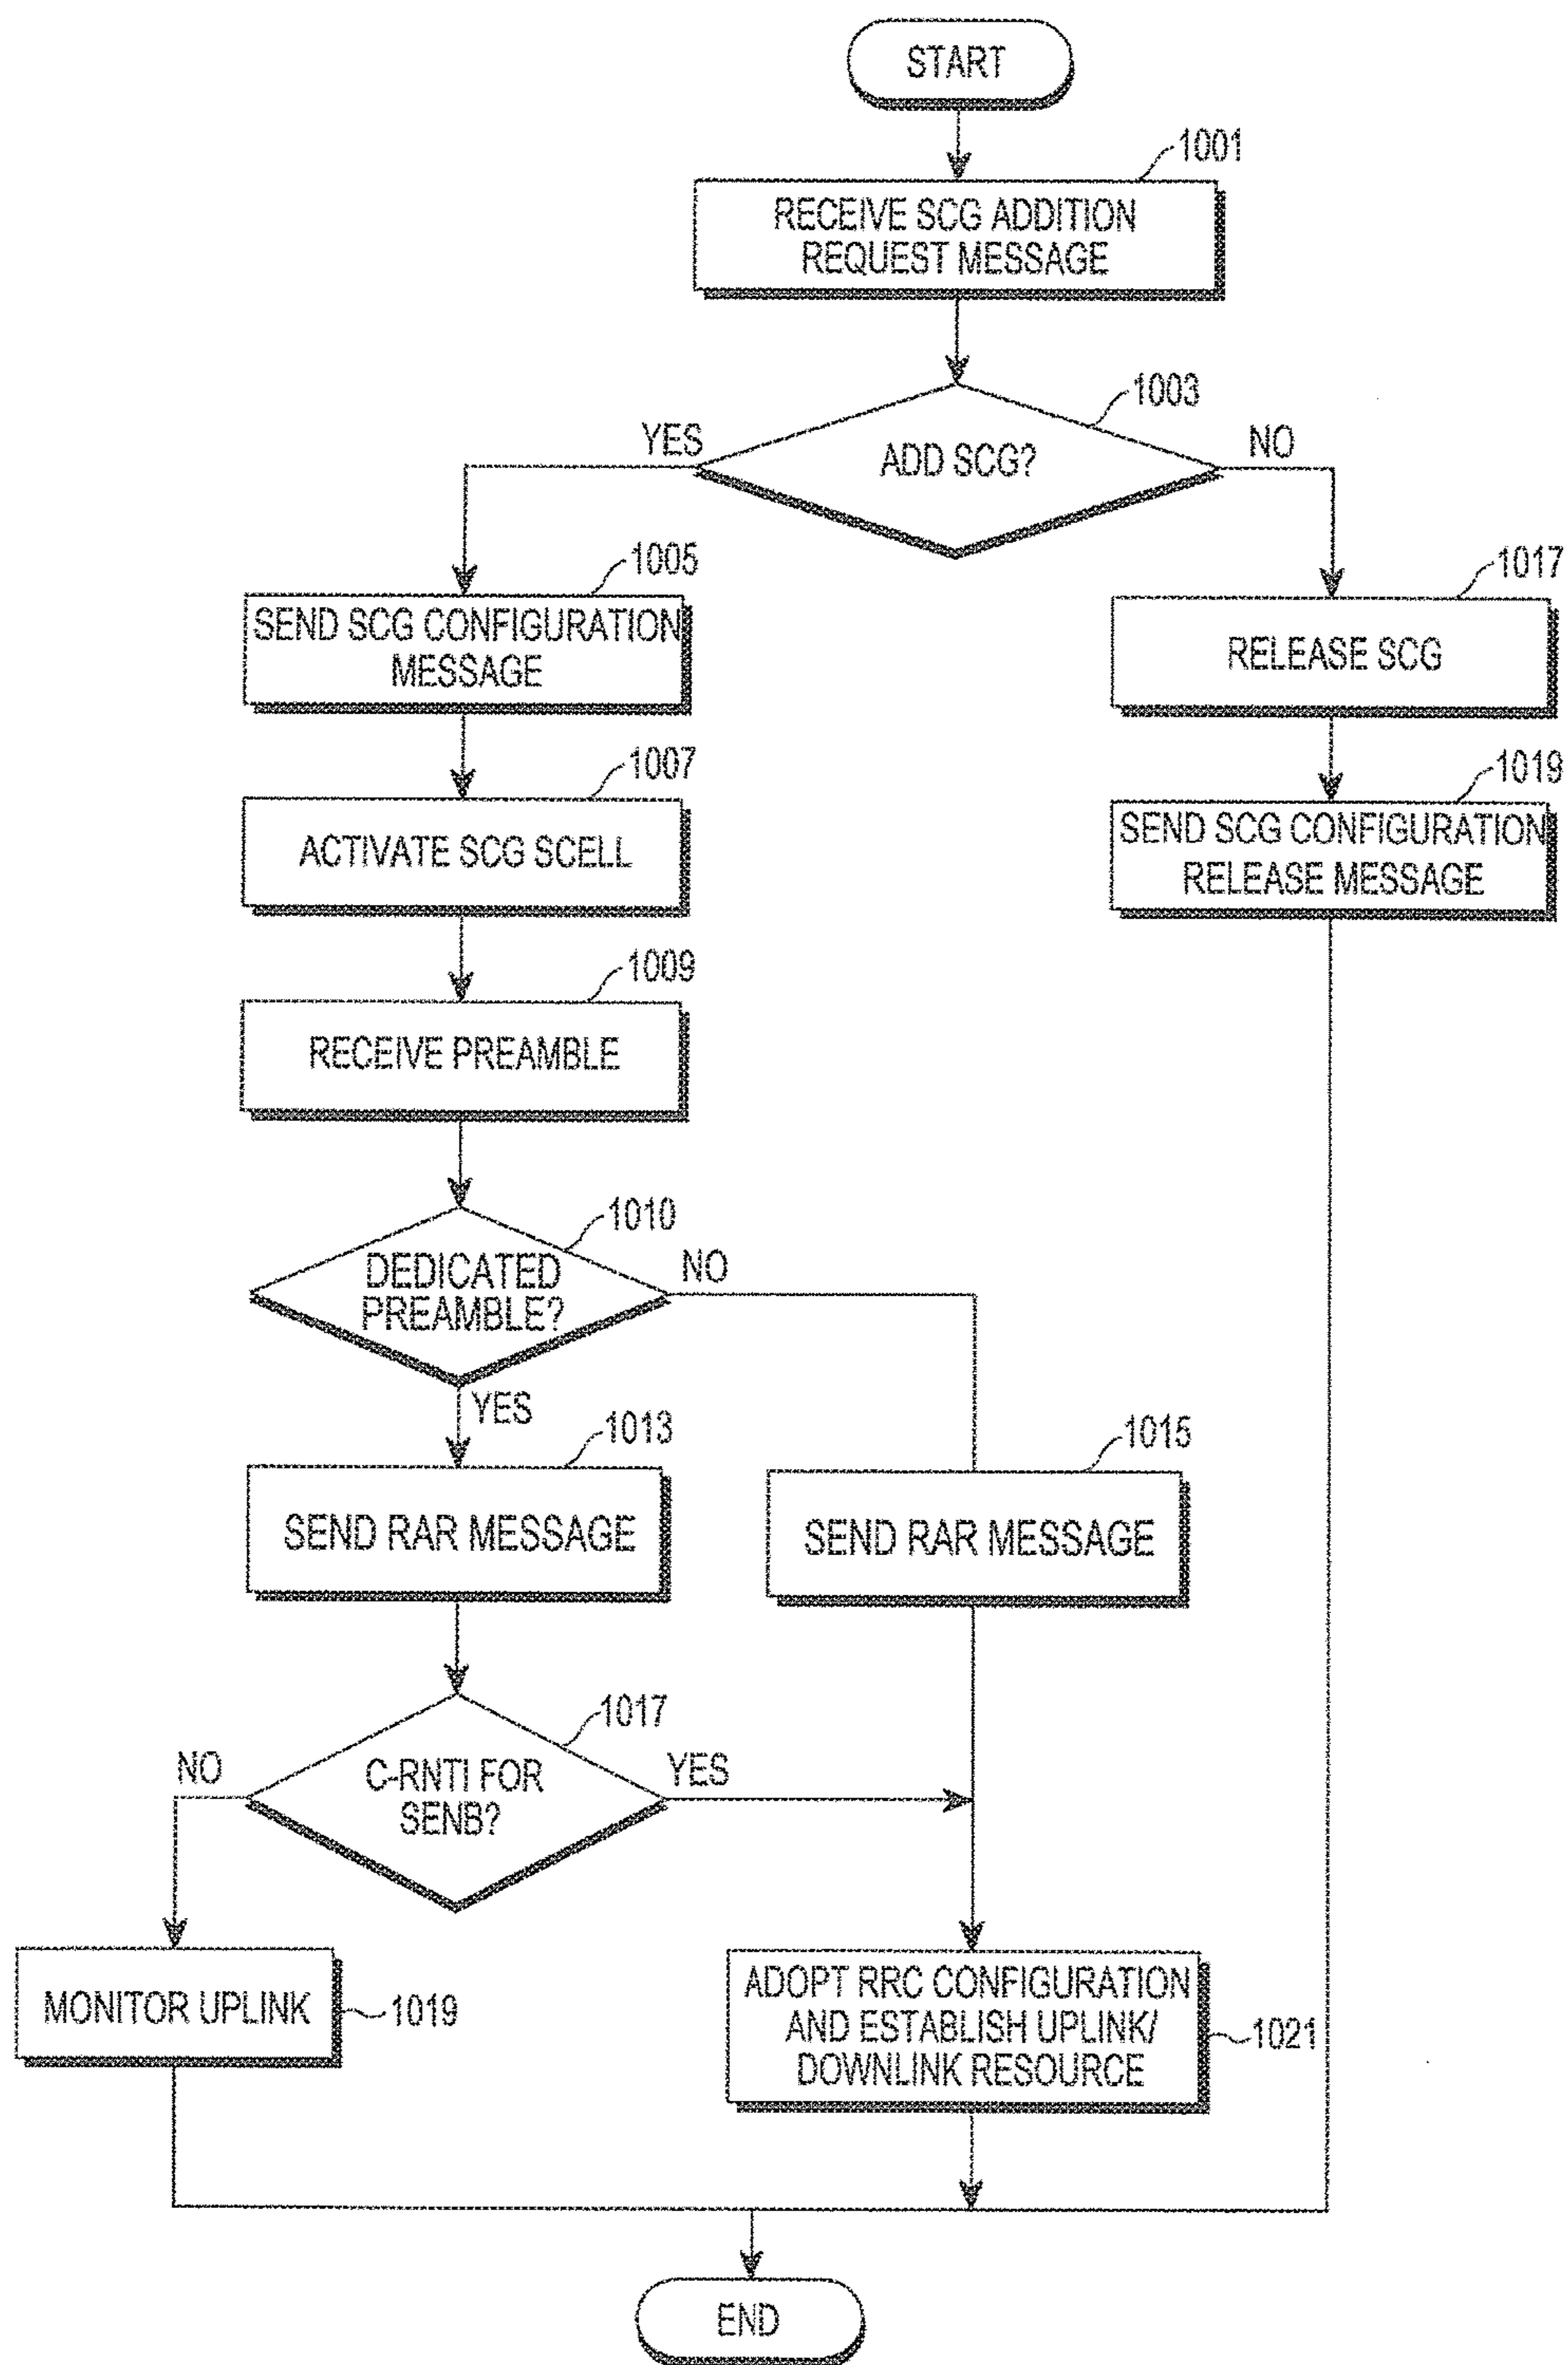 START
1001
RECEIVE SCG ADDITION
REQUEST MESSAGE
1003
ADD SCG?
YES
NO
1005
SEND SCG CONFIGURATION
MESSAGE
1017
RELEASE SCG
1007
ACTIVATE SCG SCELL
1019
SEND SCG CONFIGURATION
RELEASE MESSAGE
1009
RECEIVE PREAMBLE
1010
DEDICATED
PREAMBLE?
NO
YES
1013
SEND RAR MESSAGE
1015
SEND RAR MESSAGE
1017
C-RNTI FOR
SENB?
NO
YES
MONITOR UPLINK
1019
ADOPT RRC CONFIGURATION
AND ESTABLISH UPLINK/
DOWNLINK RESOURCE
1021
END